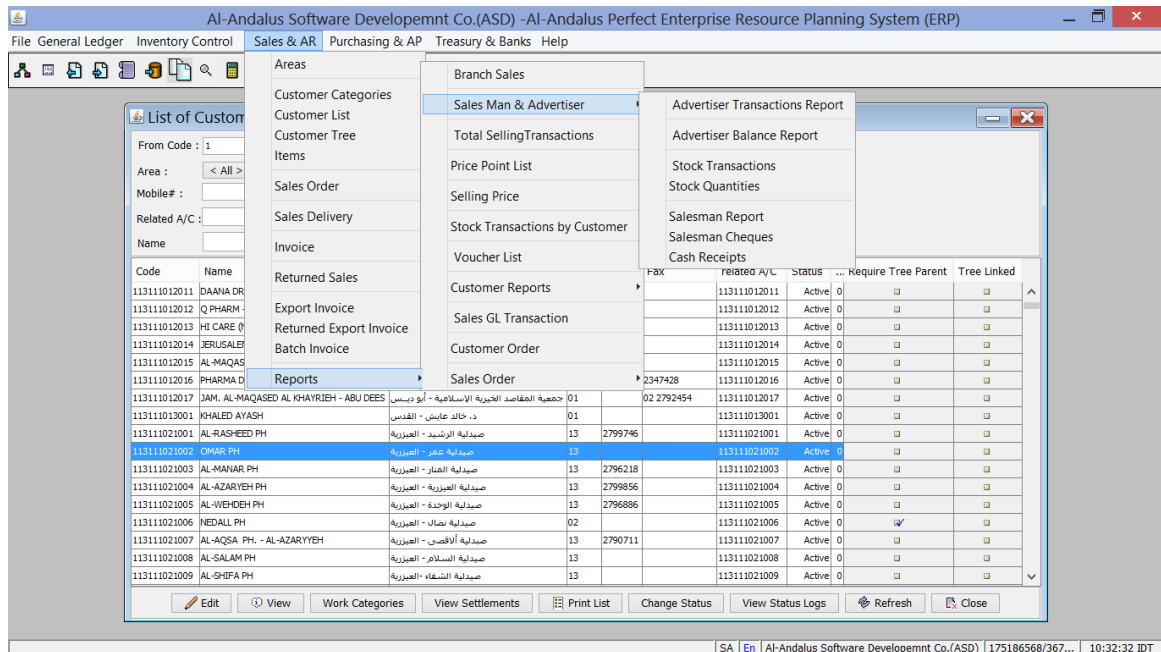 Al-Andalus Software Developemnt Co.(ASD) -Al-Andalus Perfect Enterprise Resource Planning System (ERP)
File General Ledger Inventory Control Sales & AR Purchasing & AP Treasury & Banks Help
Areas
Customer Categories
Customer List
Customer Tree
Items
Sales Order
Sales Delivery
Invoice
Returned Sales
Export Invoice
Returned Export Invoice
Batch Invoice
Reports
Branch Sales
Sales Man & Advertiser
Total SellingTransactions
Price Point List
Selling Price
Stock Transactions by Customer
Voucher List
Customer Reports
Sales GL Transaction
Customer Order
Sales Order
Advertiser Transactions Report
Advertiser Balance Report
Stock Transactions
Stock Quantities
Salesman Report
Salesman Cheques
Cash Receipts
List of Custom
From Code : 1
Area : < All >
Mobile# :
Related A/C :
Name
Code Name Fax related A/C Status ... Require Tree Parent Tree Linked
113111012011 DAANA DR 113111012011 Active 0
113111012012 Q PHARM - 113111012012 Active 0
113111012013 HI CARE 113111012013 Active 0
113111012014 JERUSALE 113111012014 Active 0
113111012015 AL-MAQAS 113111012015 Active 0
113111012016 PHARMA D 2347428 113111012016 Active 0
113111012017 JAM. AL-MAQASED AL KHAYRIEH - ABU DEES جمعية المقاصد الخيرية الإسلامية - أبو ديـس 01 02 2792454 113111012017 Active 0
113111013001 KHALED AYASH د. خالد عايش - القدس 01 113111013001 Active 0
113111021001 AL-RASHEED PH صيدلية الرشيد - العيزرية 13 2799746 113111021001 Active 0
113111021002 OMAR PH صيدلية عمر - العيزرية 13 113111021002 Active 0
113111021003 AL-MANAR PH صيدلية المنار - العيزرية 13 2796218 113111021003 Active 0
113111021004 AL-AZARYEH PH صيدلية العيزرية - العيزرية 13 2799856 113111021004 Active 0
113111021005 AL-WEHDEH PH صيدلية الوحدة - العيزرية 13 2796886 113111021005 Active 0
113111021006 NEDALL PH صيدلية نضال - العيزرية 02 113111021006 Active 0
113111021007 AL-AQSA PH. - AL-AZARYYEH صيدلية ألاقصى - العيزرية 13 2790711 113111021007 Active 0
113111021008 AL-SALAM PH صيدلية السلام - العيزرية 13 113111021008 Active 0
113111021009 AL-SHIFA PH صيدلية الشفاء -العيزرية 13 113111021009 Active 0
Edit View Work Categories View Settlements Print List Change Status View Status Logs Refresh Close
SA En Al-Andalus Software Developemnt Co.(ASD) 175186568/367... 10:32:32 IDT